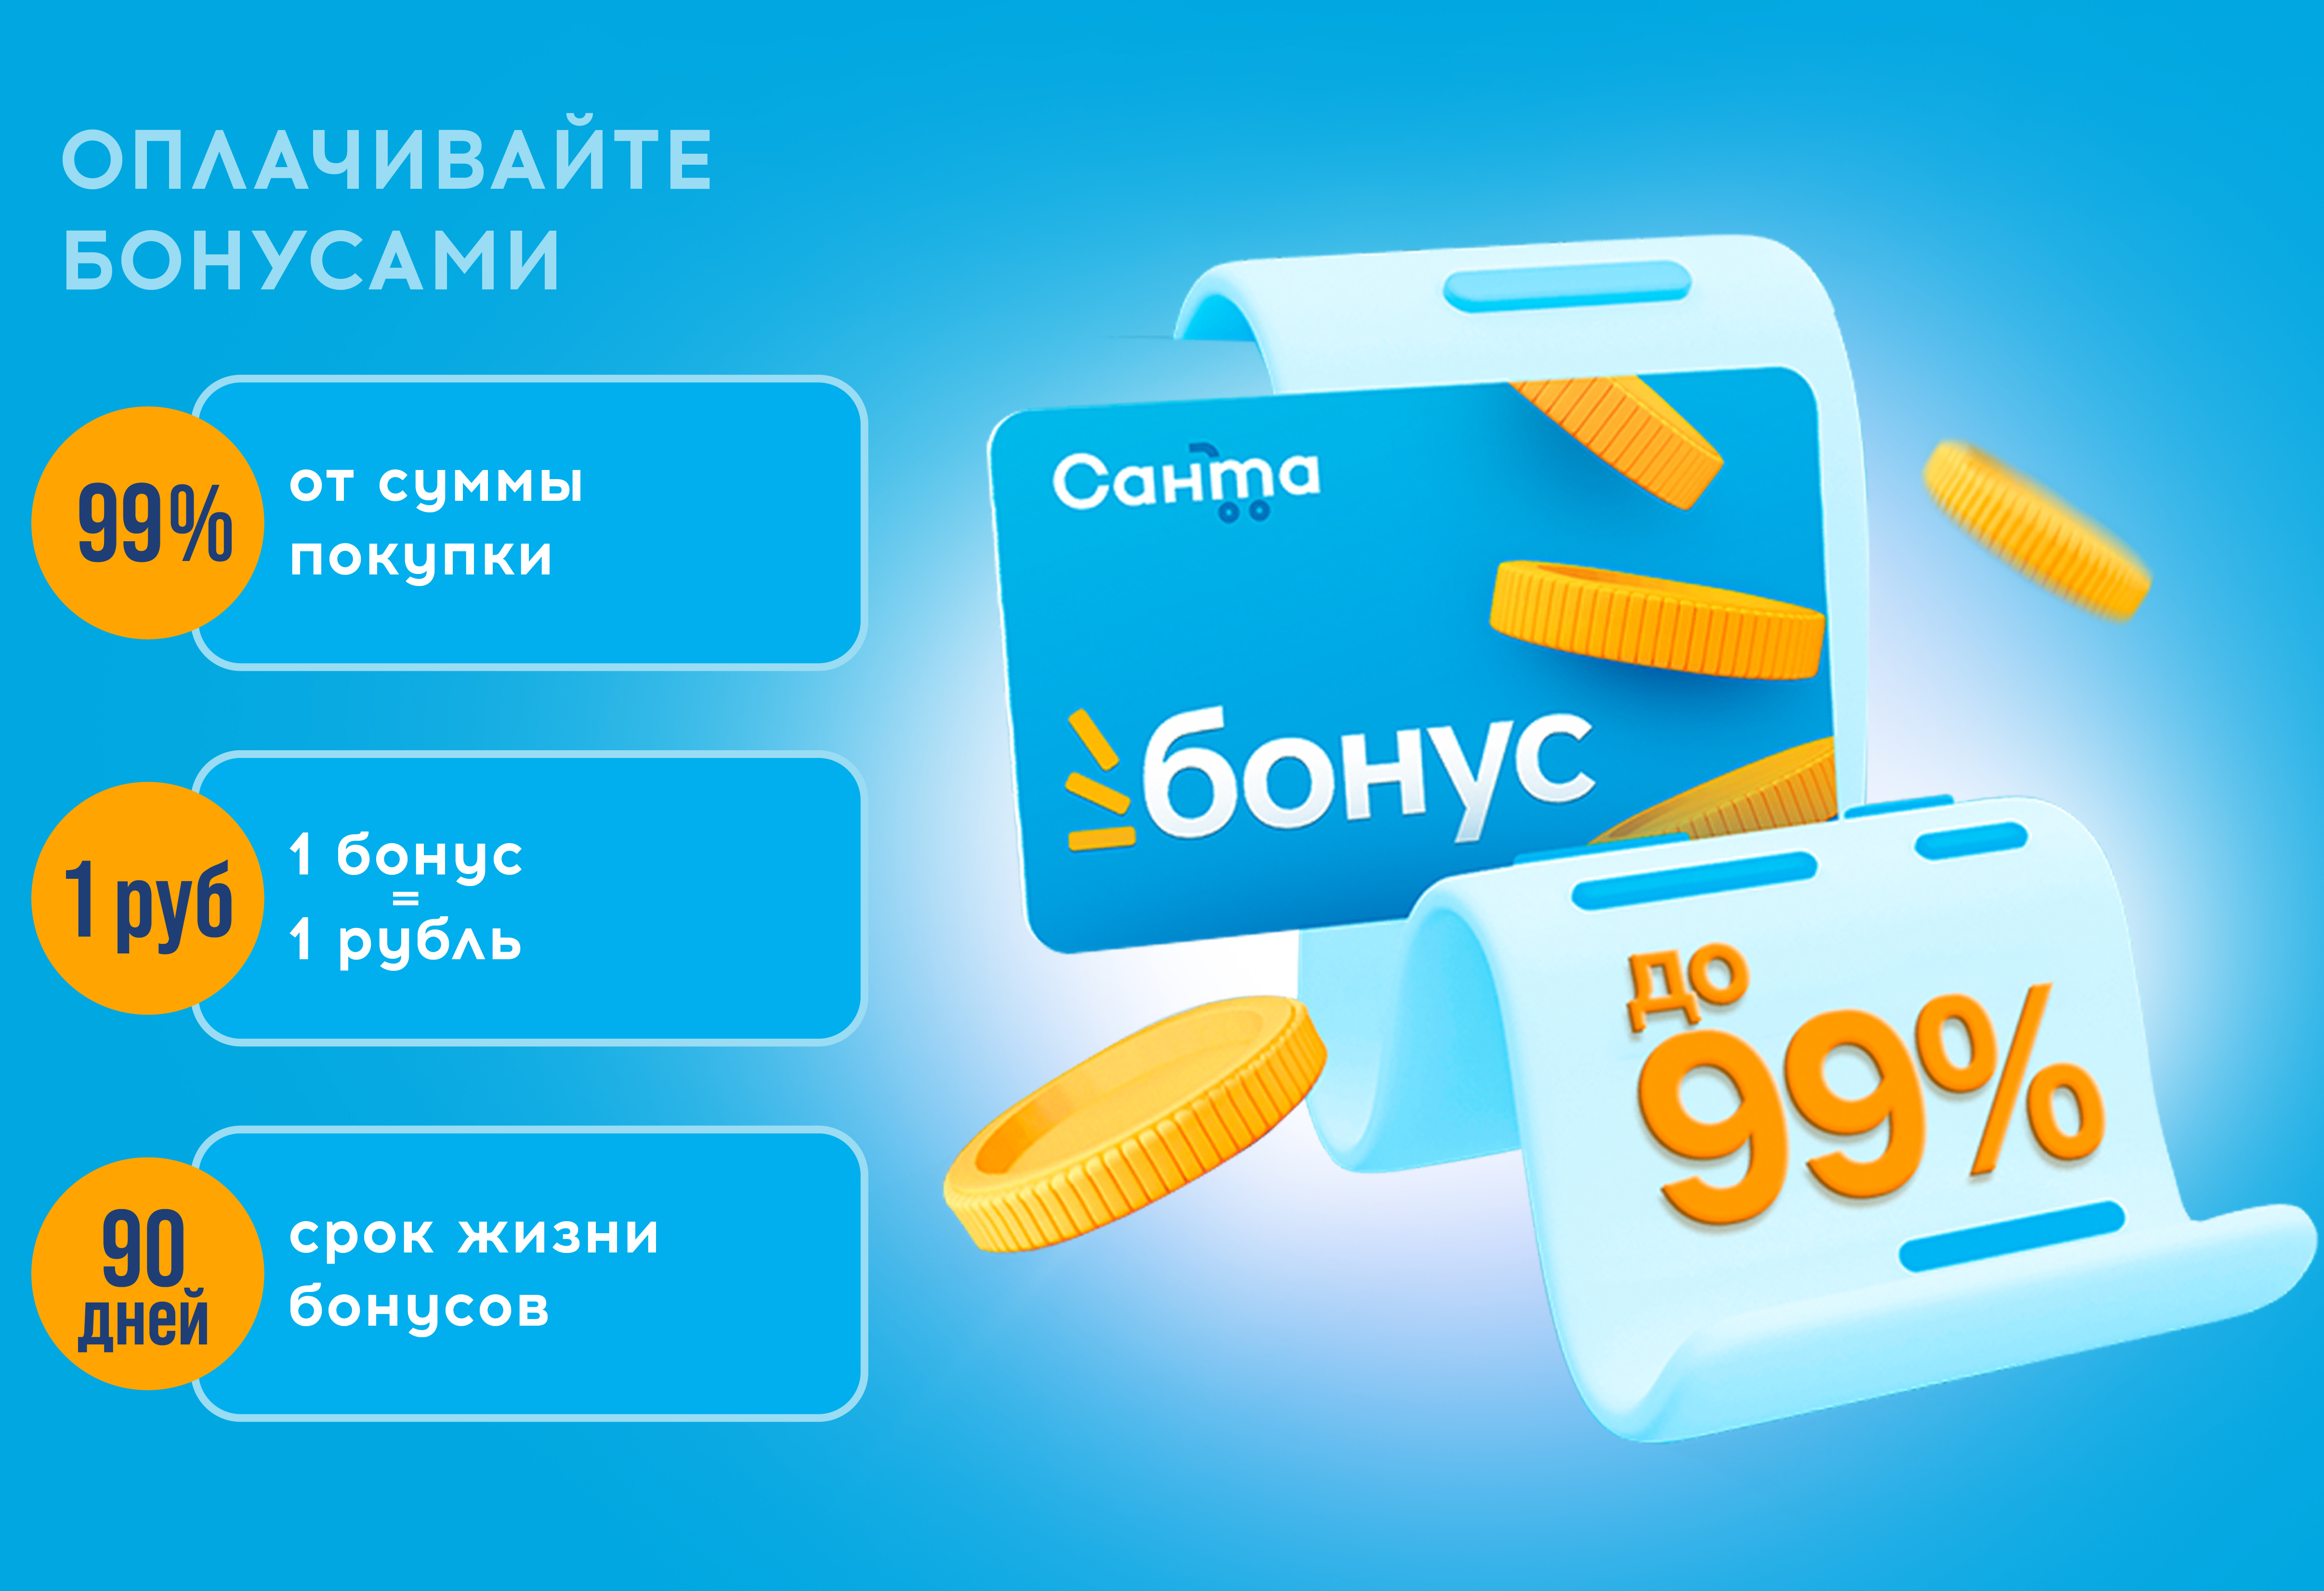 ОПЛАЧИВАЙТЕ
БОНУСАМИ
99%
от суммы
покупки
1 руб
1 бонус
=
1 рубль
90
дней
срок жизни
бонусов
Санта
бонус
до
99%